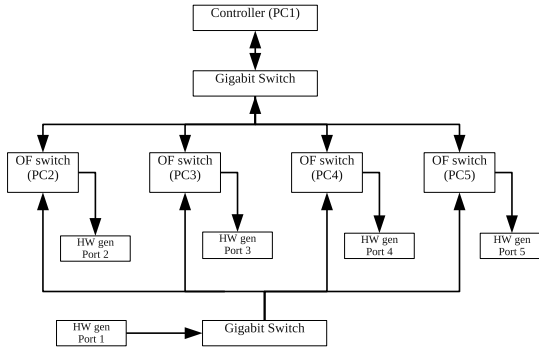 Controller (PC1)
Gigabit Switch
OF switch
(PC2)
OF switch
(PC3)
OF switch
(PC4)
OF switch
(PC5)
HW gen
Port 2
HW gen
Port 3
HW gen
Port 4
HW gen
Port 5
HW gen
Port 1
Gigabit Switch